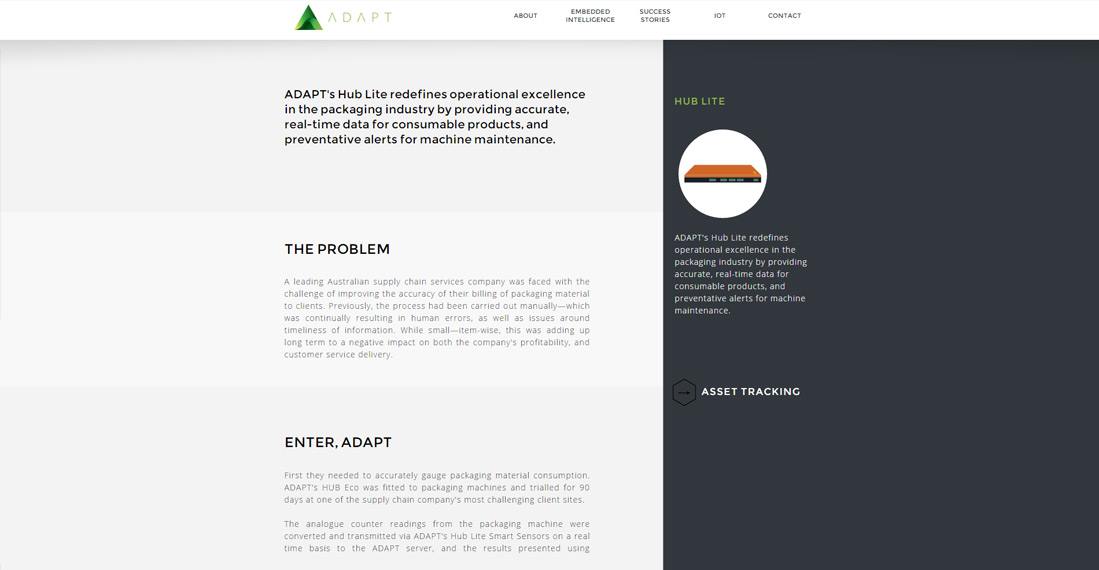 ADAPT
ABOUT
EMBEDDED
INTELLIGENCE
SUCCESS
STORIES
IOT
CONTACT
ADAPT's Hub Lite redefines operational excellence
in the packaging industry by providing accurate,
real-time data for consumable products, and
preventative alerts for machine maintenance.
THE PROBLEM
A leading Australian supply chain services company was faced with the
challenge of improving the accuracy of their billing of packaging material
to clients. Previously, the process had been carried out manually—which
was continually resulting in human errors, as well as issues around
timeliness of information. While small—item-wise, this was adding up
long term to a negative impact on both the company's profitability, and
customer service delivery.
ENTER, ADAPT
First they needed to accurately gauge packaging material consumption.
ADAPT's HUB Eco was fitted to packaging machines and trialled for 90
days at one of the supply chain company's most challenging client sites.
The analogue counter readings from the packaging machine were
converted and transmitted via ADAPT's Hub Lite Smart Sensors on a real
time basis to the ADAPT server, and the results presented using
HUB LITE
ADAPT's Hub Lite redefines
operational excellence in the
packaging industry by providing
accurate, real-time data for
consumable products, and
preventative alerts for machine
maintenance.
ASSET TRACKING